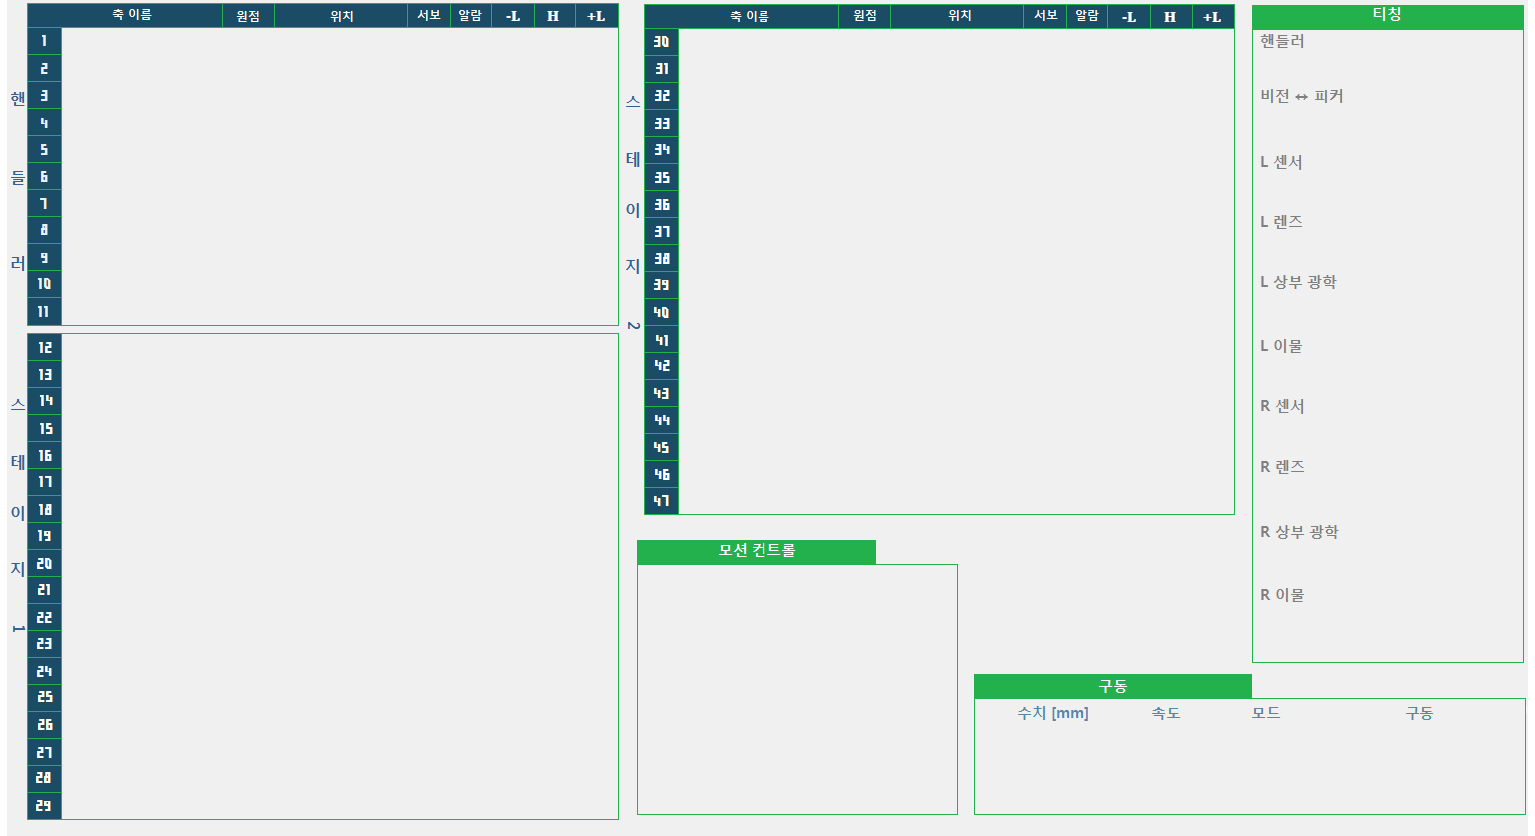 축 이름 원점 위치 서보 알람 -L H +L
핸들러
1
2
3
4
5
6
7
8
9
10
11
스테이지 1
12
13
14
15
16
17
18
19
20
21
22
23
24
25
26
27
28
29
축 이름 원점 위치 서보 알람 -L H +L
스테이지 2
30
31
32
33
34
35
36
37
38
39
40
41
42
43
44
45
46
47
모션 컨트롤
티칭
핸들러
비전 ↔ 피커
L 센서
L 렌즈
L 상부 광학
L 이물
R 센서
R 렌즈
R 상부 광학
R 이물
구동
수치 [mm] 속도 모드 구동